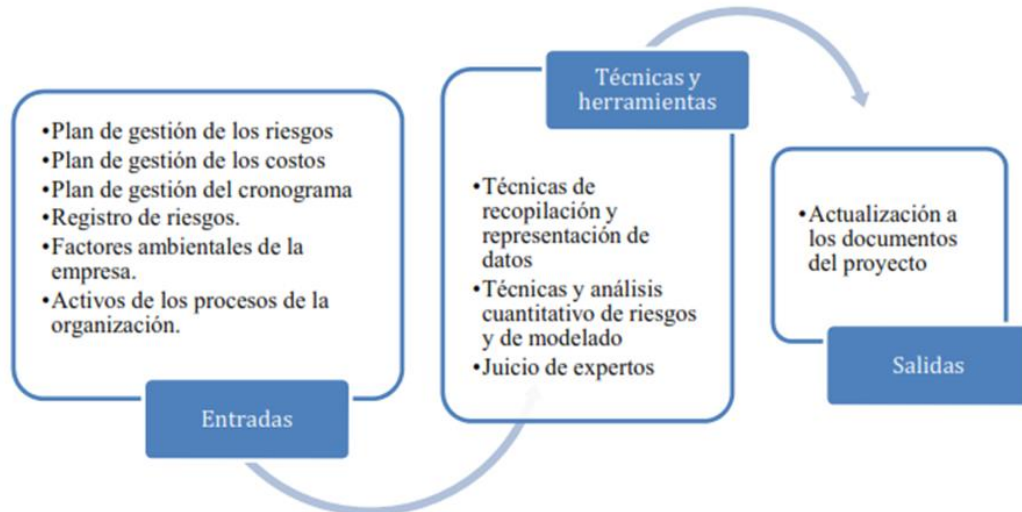 •Plan de gestión de los riesgos
•Plan de gestión de los costos
•Plan de gestión del cronograma
•Registro de riesgos.
•Factores ambientales de la
empresa.
•Activos de los procesos de la
organización.
Entradas
Técnicas y
herramientas
•Técnicas de
recopilación y
representación de
datos
•Técnicas y análisis
cuantitativo de riesgos
y de modelado
•Juicio de expertos
•Actualización a
los documentos
del proyecto
Salidas